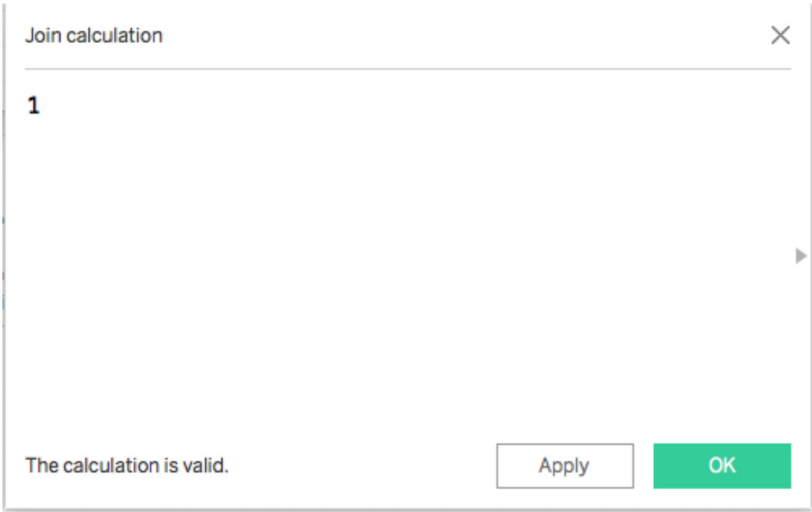 Join calculation
1
The calculation is valid.
Apply
OK